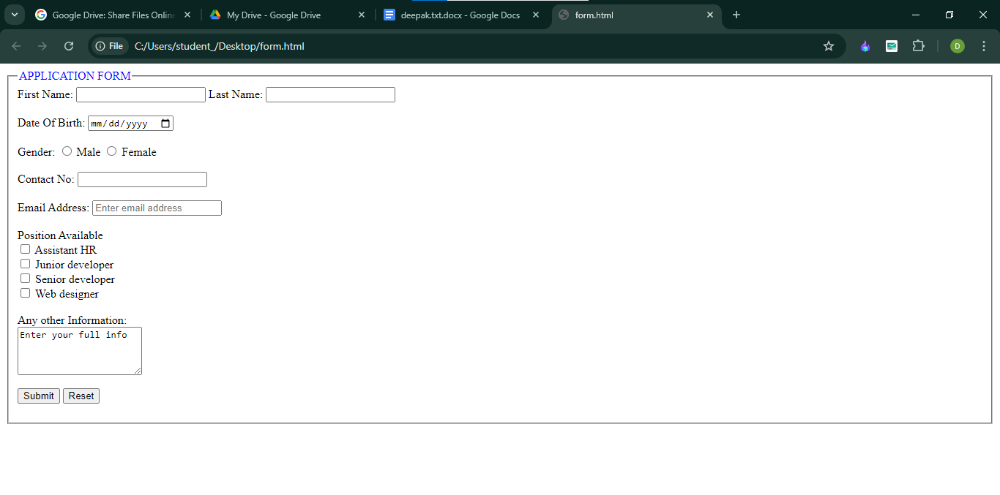 Google Drive: Share Files Online
My Drive - Google Drive
deepak.txt.docx - Google Docs
form.html
File
C:/Users/student_/Desktop/form.html
D
APPLICATION FORM
First Name: Last Name:
Date Of Birth: mm/dd/yyyy
Gender: Male Female
Contact No:
Email Address: Enter email address
Position Available
Assistant HR
Junior developer
Senior developer
Web designer
Any other Information:
Enter your full info
Submit Reset